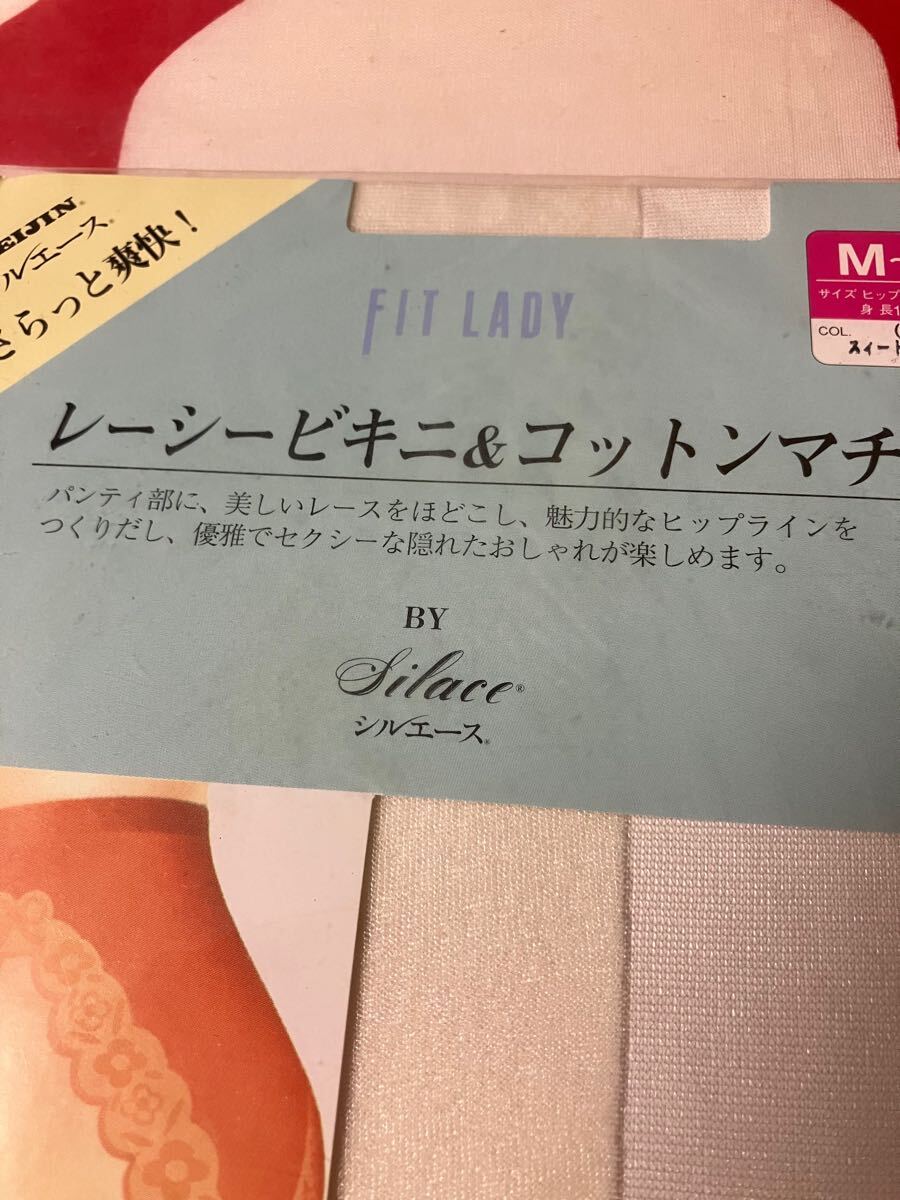 EIJIN®
ルエース®
さらっと爽快!
FIT LADY
M~
サイズ ヒップ
身長1
COL.
スィート
レーシービキニ&コットンマチ
パンティ部に、美しいレースをほどこし、魅力的なヒップラインを
つくりだし、優雅でセクシーな隠れたおしゃれが楽しめます。
BY
Silace®
シルエース®